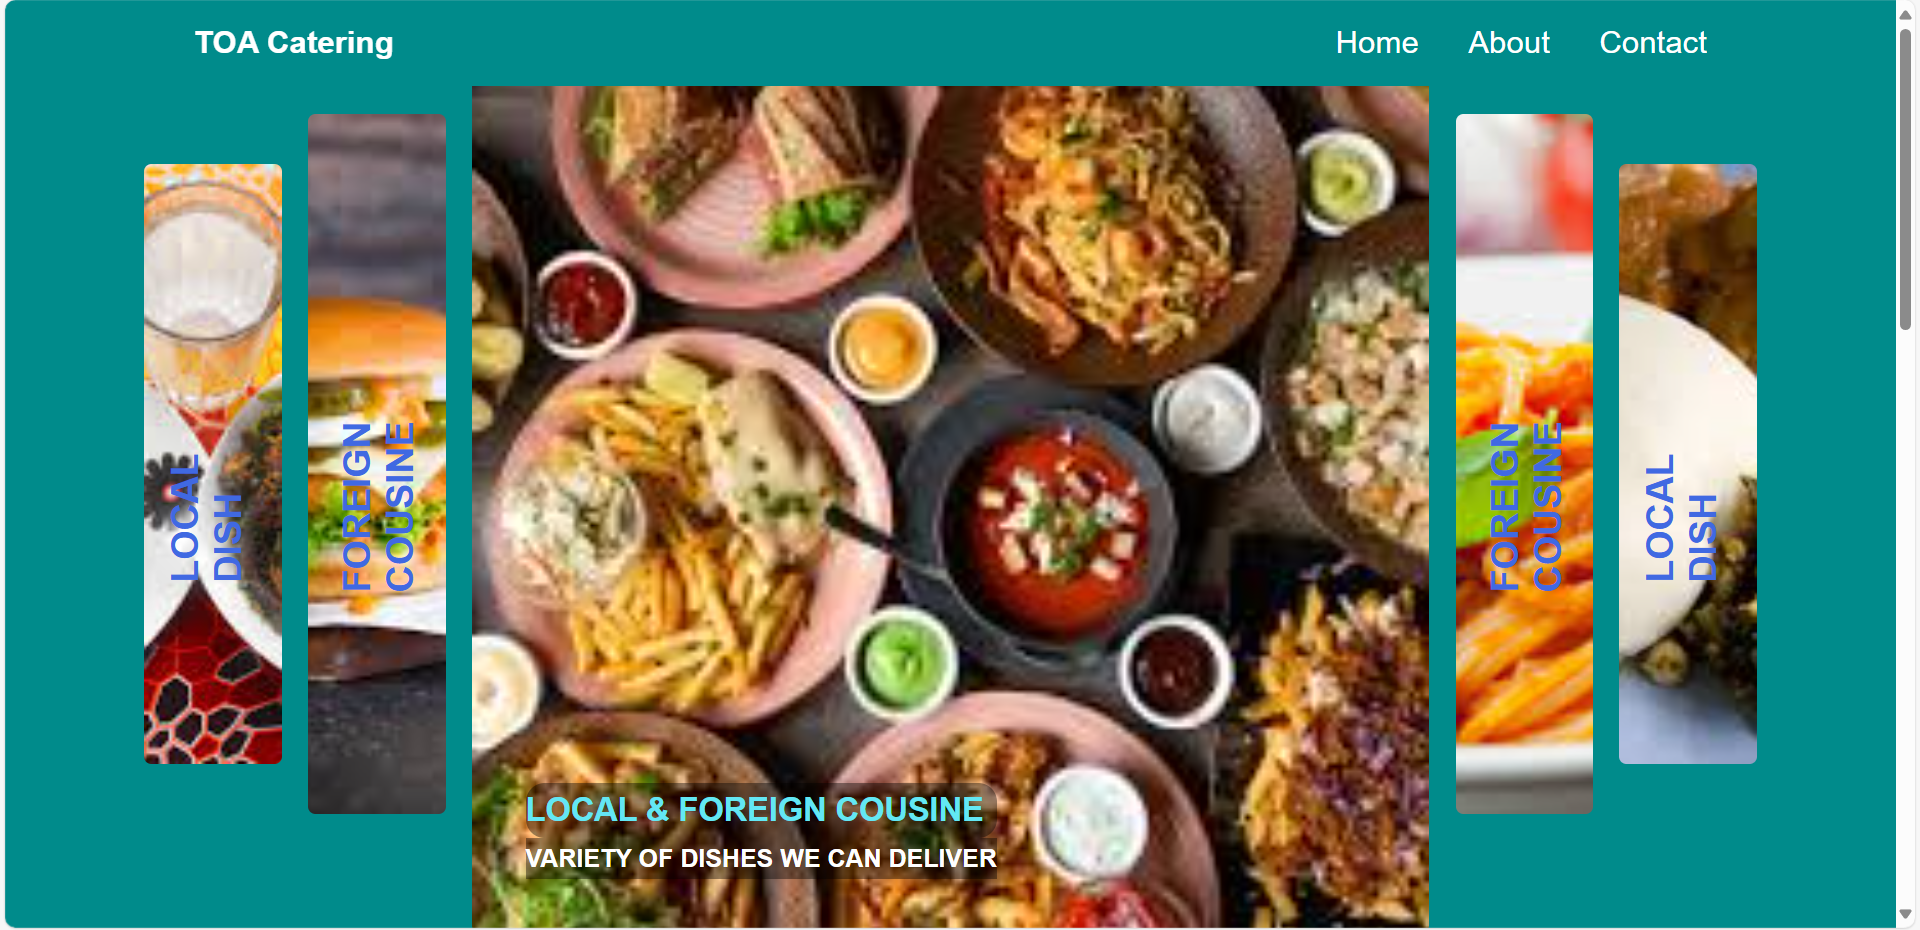 TOA Catering
Home
About
Contact
LOCAL
DISH
FOREIGN
COUSINE
LOCAL & FOREIGN COUSINE
VARIETY OF DISHES WE CAN DELIVER
FOREIGN
COUSINE
LOCAL
DISH